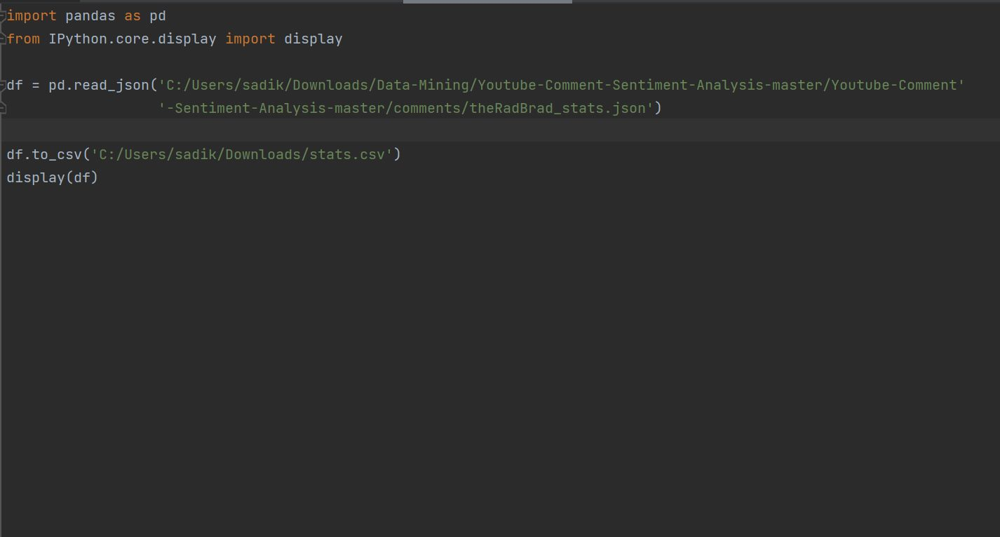 import pandas as pd
from IPython.core.display import display
df = pd.read_json('C:/Users/sadik/Downloads/Data-Mining/Youtube-Comment-Sentiment-Analysis-master/Youtube-Comment'
'-Sentiment-Analysis-master/comments/theRadBrad_stats.json')
df.to_csv('C:/Users/sadik/Downloads/stats.csv')
display(df)